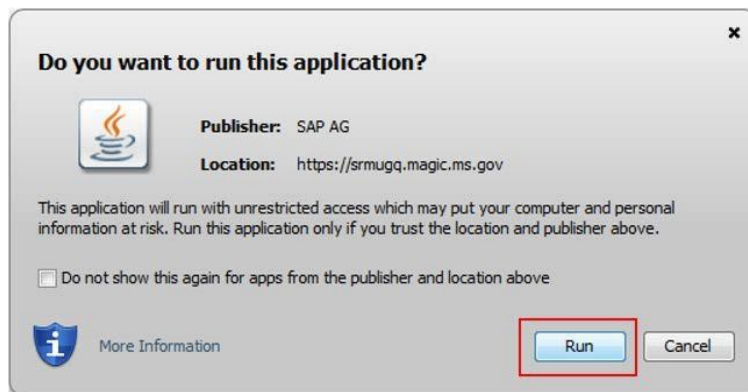 Do you want to run this application?
Publisher: SAP AG
Location: https://srmugq.magic.ms.gov
This application will run with unrestricted access which may put your computer and personal
information at risk. Run this application only if you trust the location and publisher above.
Do not show this again for apps from the publisher and location above
More Information
Run
Cancel